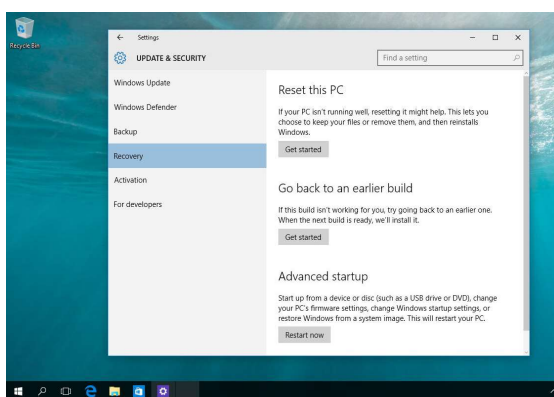 Recycle Bin
Settings
UPDATE & SECURITY
Find a setting
Windows Update
Windows Defender
Backup
Recovery
Activation
For developers
Reset this PC
If your PC isn't running well, resetting it might help. This lets you
choose to keep your files or remove them, and then reinstalls
Windows.
Get started
Go back to an earlier build
If this build isn't working for you, try going back to an earlier one.
When the next build is ready, we'll install it.
Get started
Advanced startup
Start up from a device or disc (such as a USB drive or DVD), change
your PC's firmware settings, change Windows startup settings, or
restore Windows from a system image. This will restart your PC.
Restart now